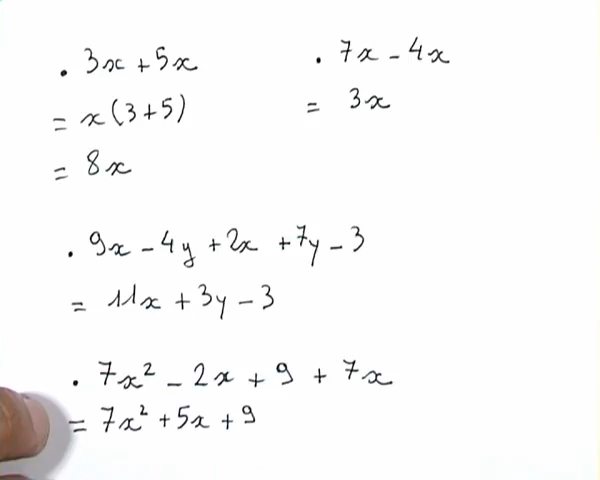 . 3x + 5x
= x(3+5)
= 8x
. 7x - 4x
= 3x
. 9x - 4y + 2x + 7y - 3
= 11x + 3y - 3
. 7x² - 2x + 9 + 7x
= 7x² + 5x + 9